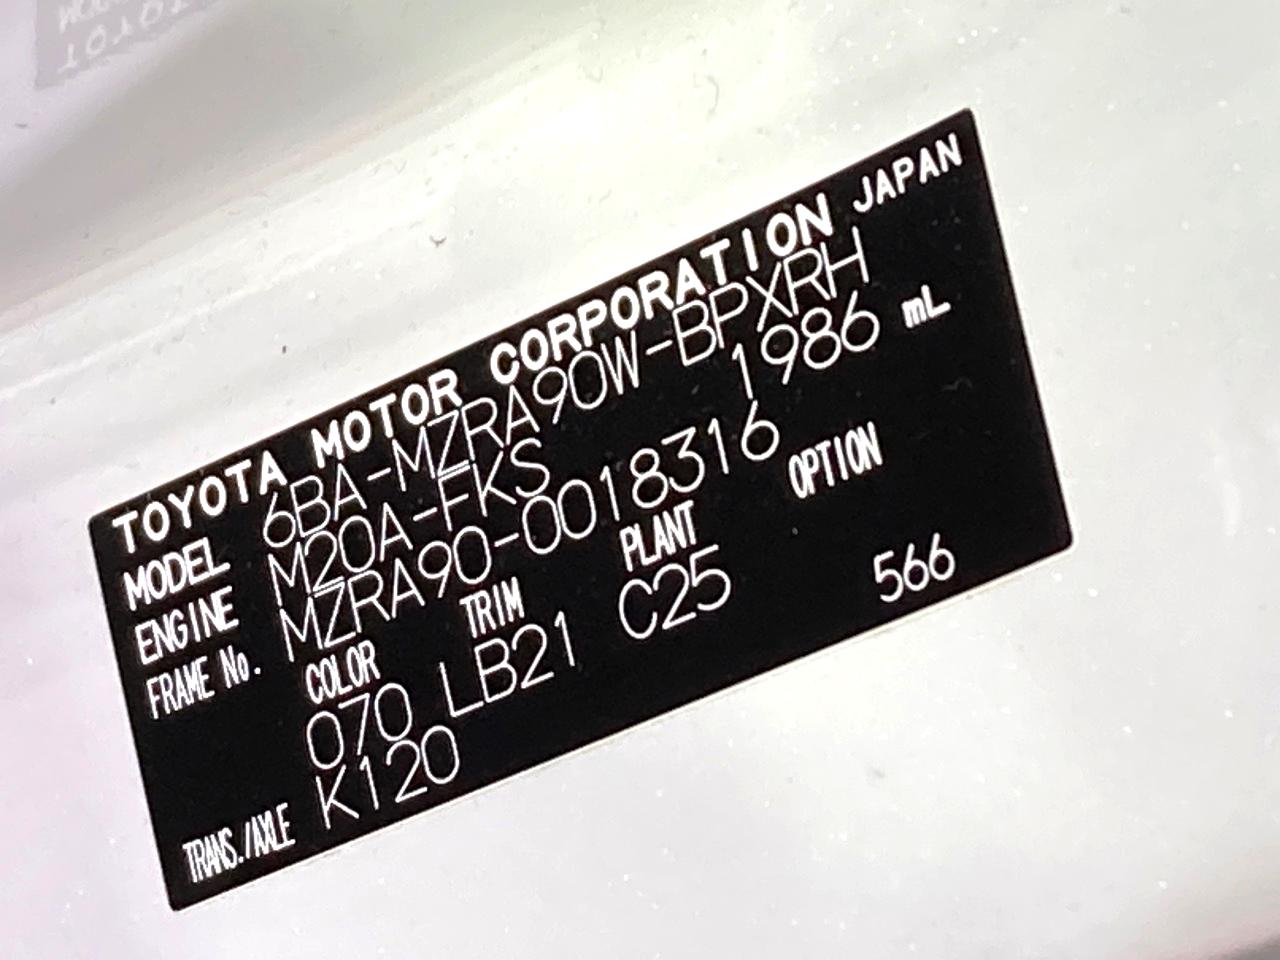 TOYOTA MOTOR CORPORATION JAPAN
MODEL 6BA-MZRA90W-BPXRH
ENGINE M20A-FKS 1986 mL
FRAME No. MZRA90-0018316
COLOR TRIM PLANT OPTION
070 LB21 C25 566
TRANS./AXLE K120